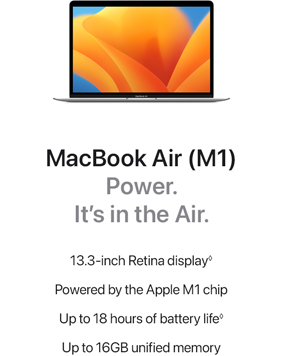 MacBook Air (M1)
Power.
It’s in the Air.
13.3-inch Retina display◊
Powered by the Apple M1 chip
Up to 18 hours of battery life◊
Up to 16GB unified memory